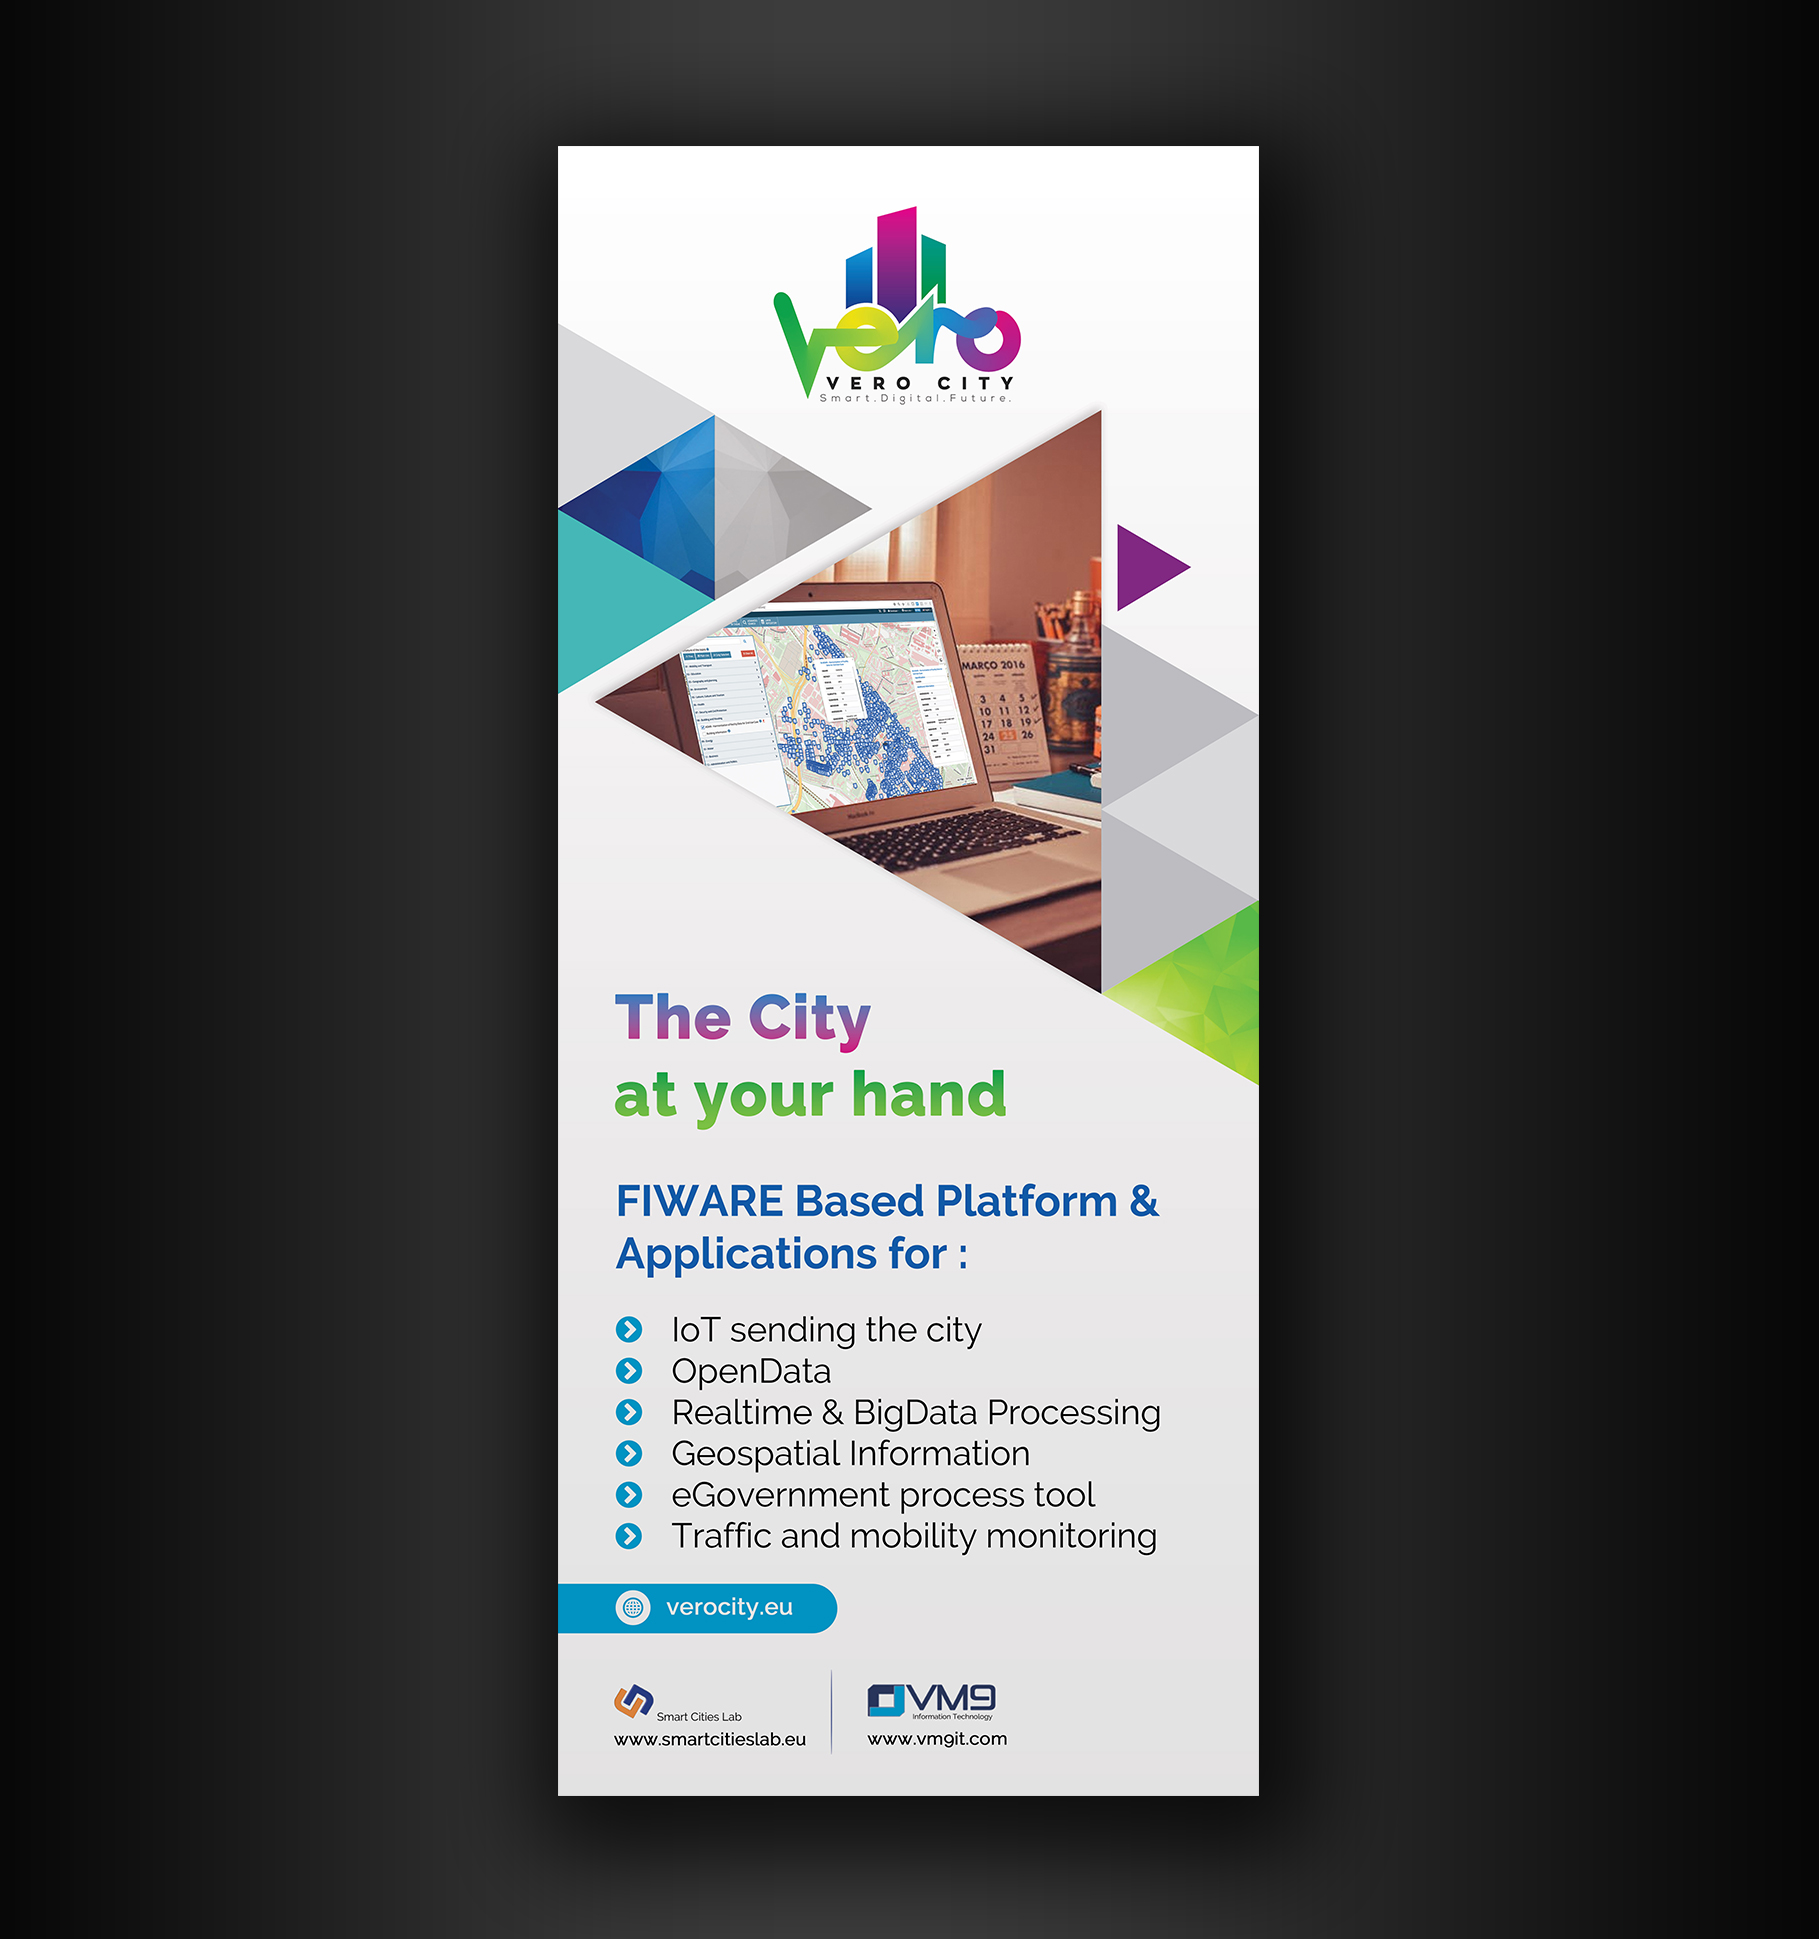 vero
VERO CITY
Smart.Digital.Future.
MARÇO 2016
3 4 5
10 11 12
17 18 19
24 25 26
31
MacBook Air
The City
at your hand
FIWARE Based Platform &
Applications for :
IoT sending the city
OpenData
Realtime & BigData Processing
Geospatial Information
eGovernment process tool
Traffic and mobility monitoring
verocity.eu
Smart Cities Lab
www.smartcitieslab.eu
VM9
Information Technology
www.vm9it.com